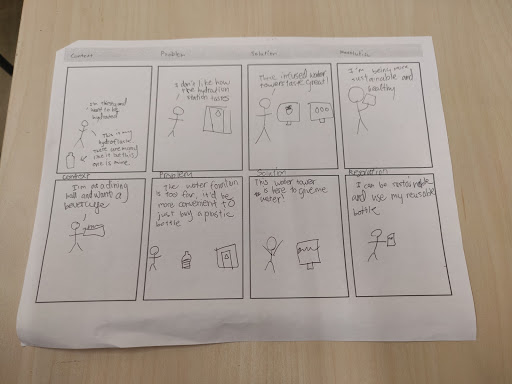 Context
Problem
Solution
Resolution
I'm thirsty and
want to be
hydrated
This is my
hydroflask.
There are many
like it but this
one is mine.
I don't like how
the hydration
station tastes
These infused water
towers taste great!
I'm being more
sustainable and
healthy
Context
I'm at a dining
hall and want a
beverage
Problem
The water fountain is
too far, it'd be
more convenient to
just buy a plastic
bottle
Solution
This water tower
is here to give me
water!
Resolution
I can be sustainable
and use my reusable
bottle